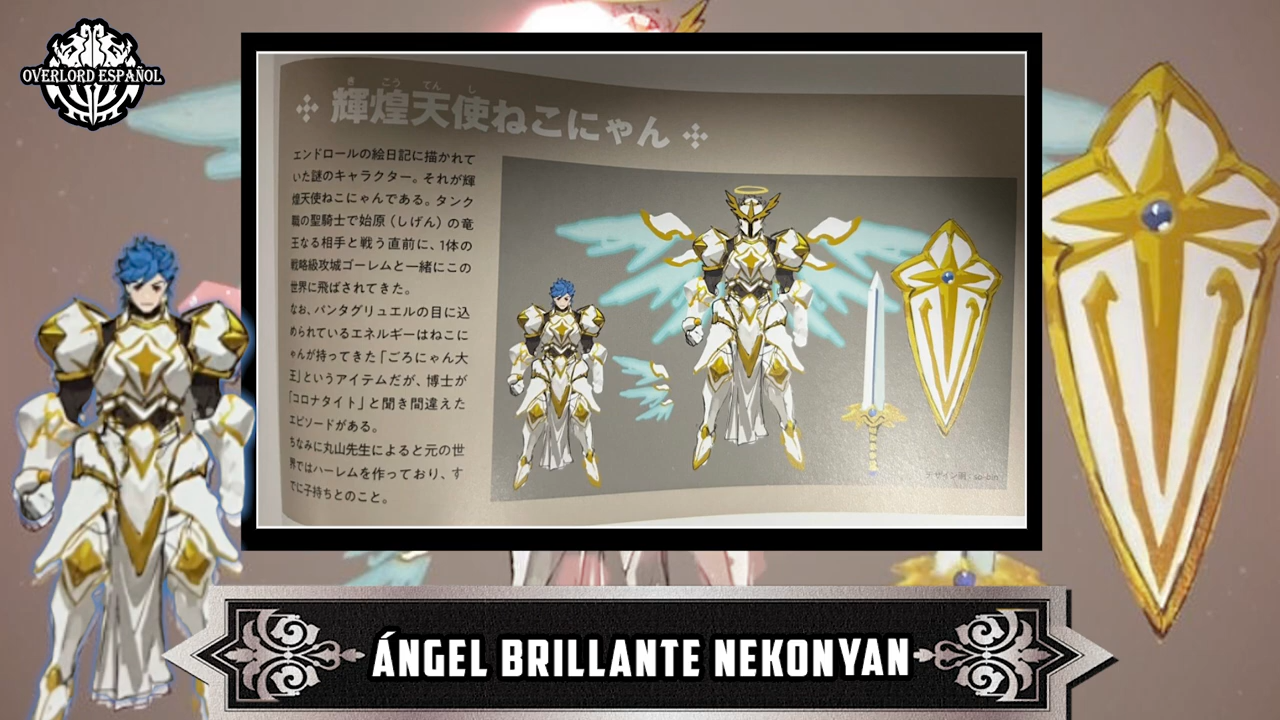 OVERLORD ESPAÑOL
き こう てん し
輝煌天使ねこにゃん
エンドロールの絵日記に描かれて
いた謎のキャラクター。それが輝
煌天使ねこにゃんである。タンク
職の聖騎士で始原（しげん）の竜
王なる相手と戦う直前に、1体の
戦略級攻城ゴーレムと一緒にこの
世界に飛ばされてきた。
なお、パンタグリュエルの目に込
められているエネルギーはねこに
ゃんが持ってきた「ごろにゃん大
王」というアイテムだが、博士が
「コロナタイト」と聞き間違えた
エピソードがある。
ちなみに丸山先生によると元の世
界ではハーレムを作っており、す
でに子持ちとのこと。
デザイン画：so-bin
ÁNGEL BRILLANTE NEKONYAN